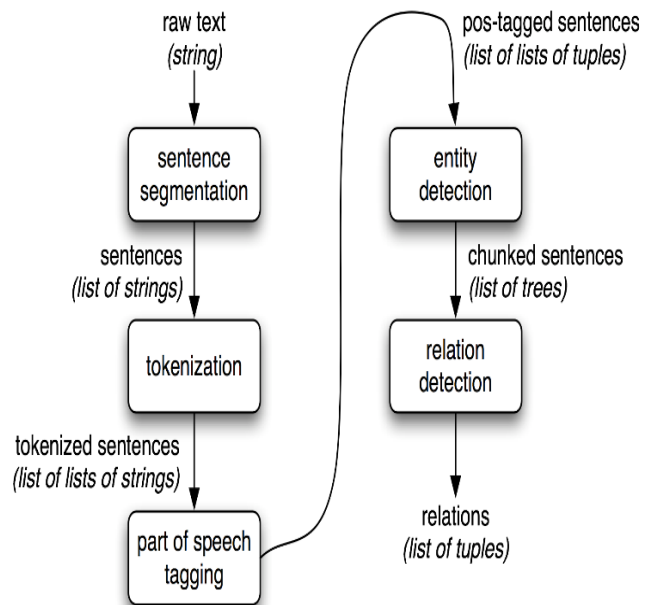 raw text
(string)
sentence
segmentation
sentences
(list of strings)
tokenization
tokenized sentences
(list of lists of strings)
part of speech
tagging
pos-tagged sentences
(list of lists of tuples)
entity
detection
chunked sentences
(list of trees)
relation
detection
relations
(list of tuples)